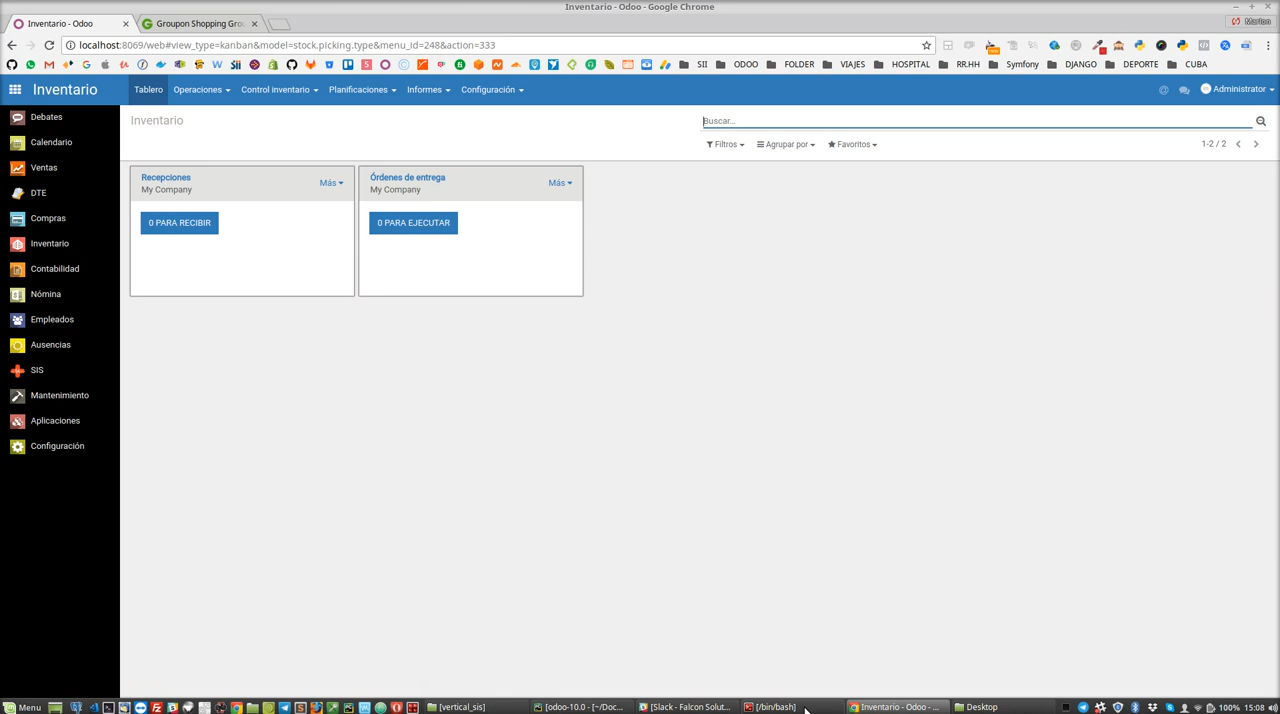 Inventario - Odoo - Google Chrome
Inventario - Odoo
Groupon Shopping Gro
Marlon
localhost:8069/web#view_type=kanban&model=stock.picking.type&menu_id=248&action=333
SII
ODOO
FOLDER
VIAJES
HOSPITAL
RR.HH
Symfony
DJANGO
DEPORTE
CUBA
Inventario
Tablero
Operaciones
Control inventario
Planificaciones
Informes
Configuración
Administrator
Debates
Calendario
Ventas
DTE
Compras
Inventario
Contabilidad
Nómina
Empleados
Ausencias
SIS
Mantenimiento
Aplicaciones
Configuración
Inventario
Buscar...
Filtros
Agrupar por
Favoritos
1-2 / 2
Recepciones
My Company
Más
0 PARA RECIBIR
Órdenes de entrega
My Company
Más
0 PARA EJECUTAR
Menu
[vertical_sis]
[odoo-10.0 - [~/Doc...
[Slack - Falcon Solut...
[/bin/bash]
Inventario - Odoo - ...
Desktop
100%
15:08